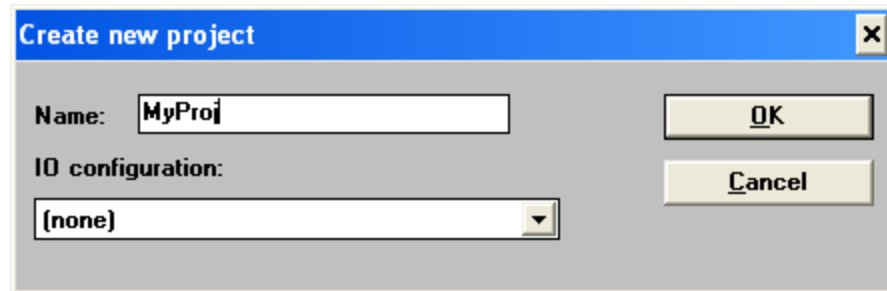 Create new project
Name: MyProj OK
IO configuration:
Cancel
(none)